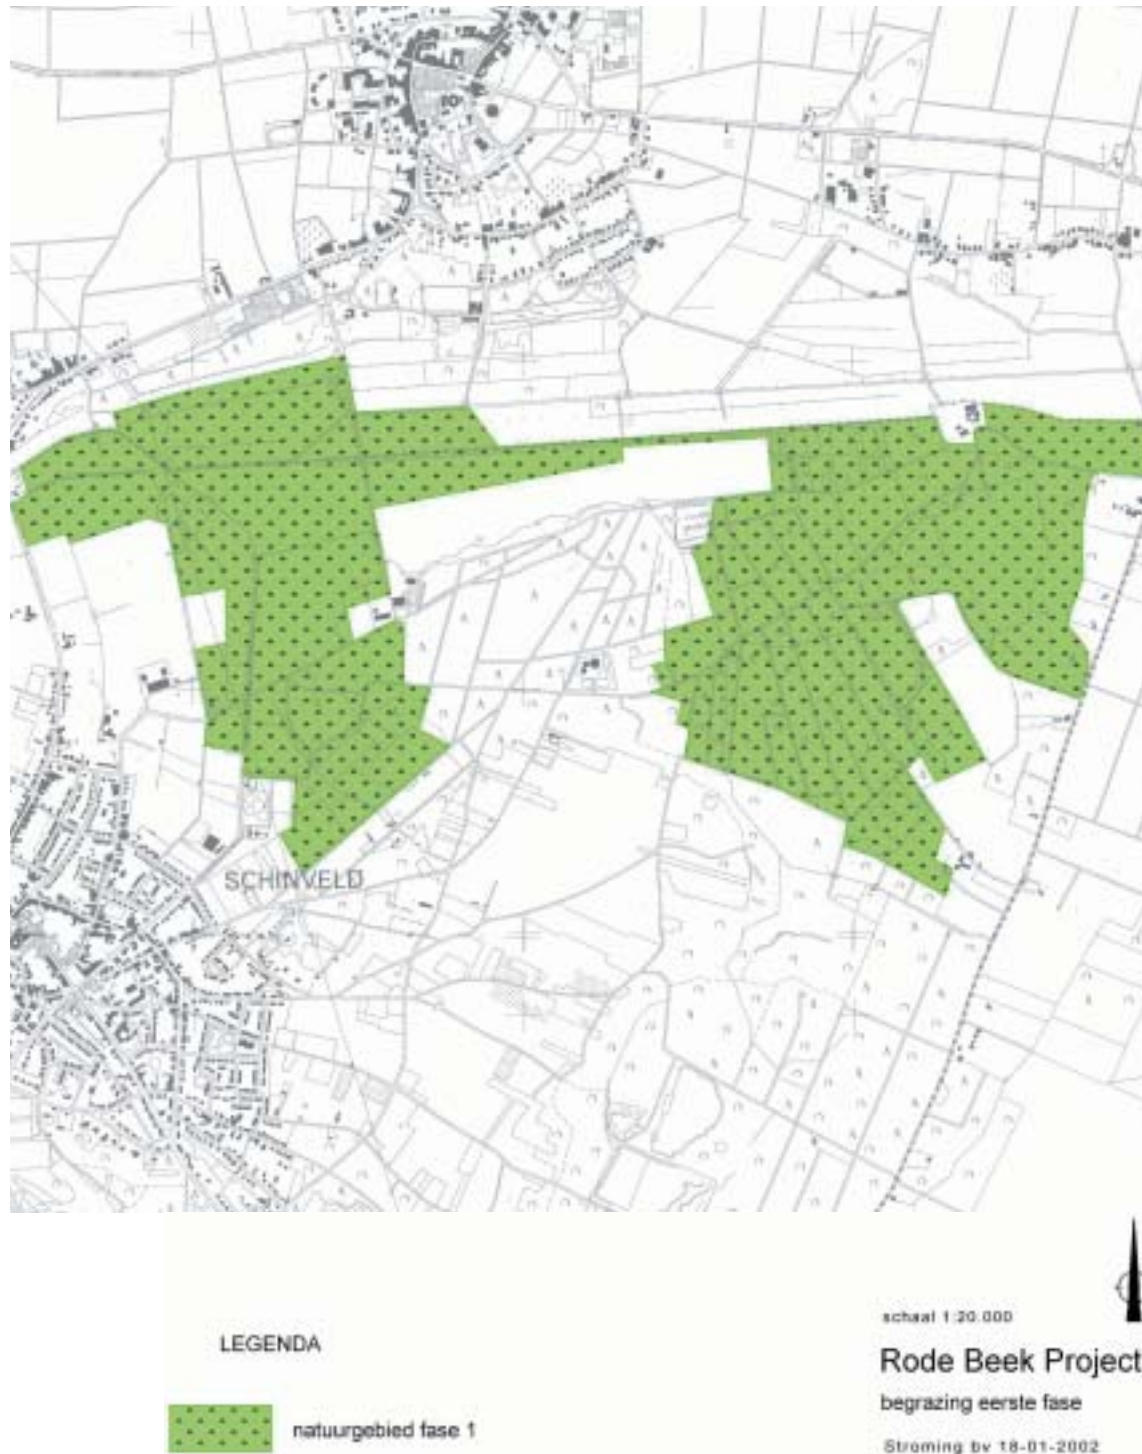 SCHINVELD
schaal 1:20.000
LEGENDA
Rode Beek Project
begrazing eerste fase
natuurgebied fase 1
Stroming bv 18-01-2003